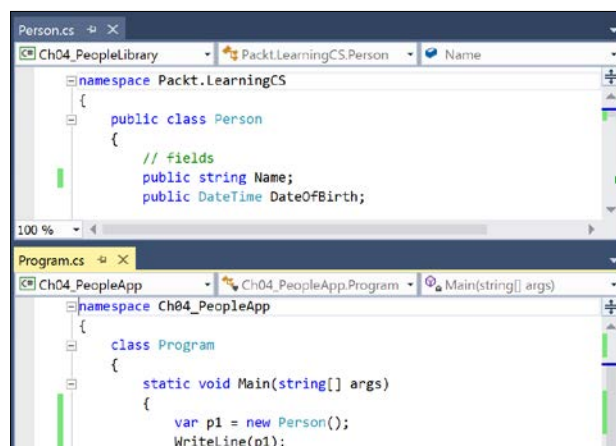 Person.cs
Ch04_PeopleLibrary Packt.LearningCS.Person Name
namespace Packt.LearningCS
{
public class Person
{
// fields
public string Name;
public DateTime DateOfBirth;
100 %
Program.cs
Ch04_PeopleApp Ch04_PeopleApp.Program Main(string[] args)
namespace Ch04_PeopleApp
{
class Program
{
static void Main(string[] args)
{
var p1 = new Person();
WriteLine(p1);